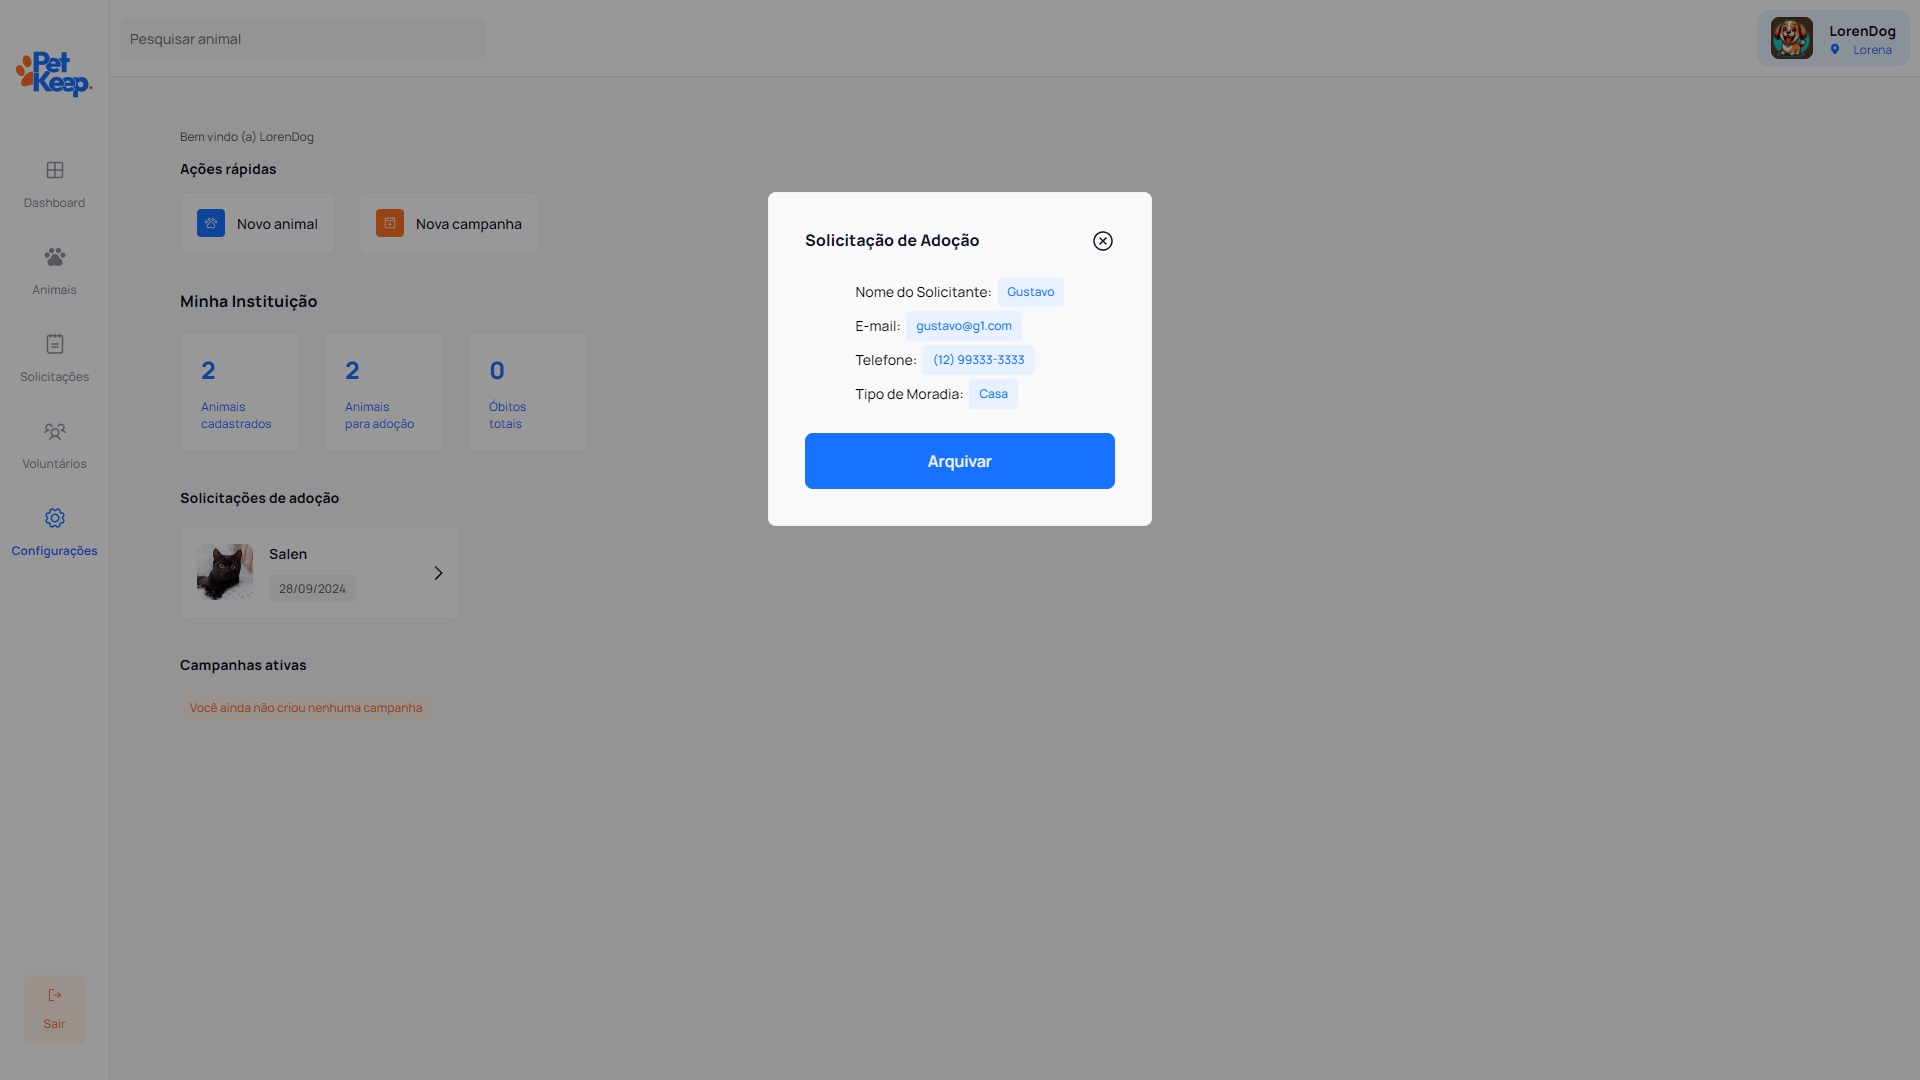 Pet
Keep.
Pesquisar animal
LorenDog
Lorena
Dashboard
Animais
Solicitações
Voluntários
Configurações
Sair
Bem vindo (a) LorenDog
Ações rápidas
Novo animal
Nova campanha
Minha Instituição
2
Animais
cadastrados
2
Animais
para adoção
0
Óbitos
totais
Solicitações de adoção
Salen
28/09/2024
Campanhas ativas
Você ainda não criou nenhuma campanha
Solicitação de Adoção
Nome do Solicitante: Gustavo
E-mail: gustavo@g1.com
Telefone: (12) 99333-3333
Tipo de Moradia: Casa
Arquivar